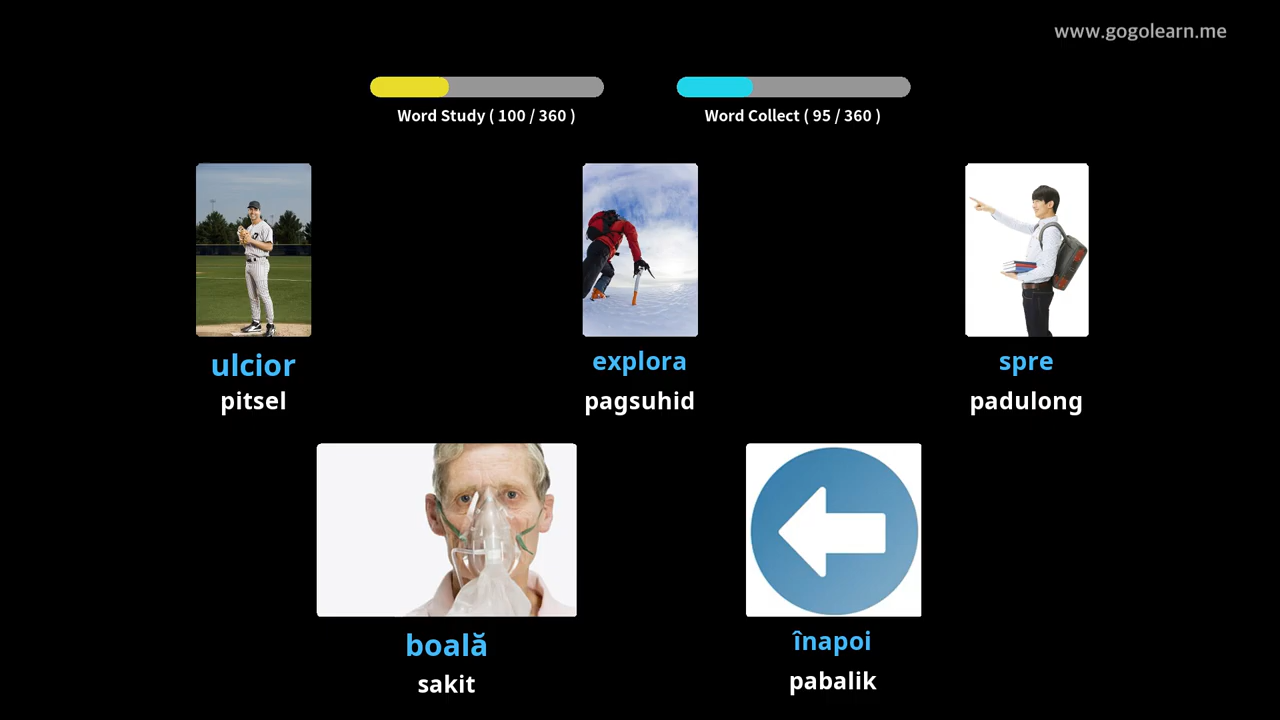 www.gogolearn.me
Word Study ( 100 / 360 )
Word Collect ( 95 / 360 )
ulcior
pitsel
explora
pagsuhid
spre
padulong
boală
sakit
înapoi
pabalik